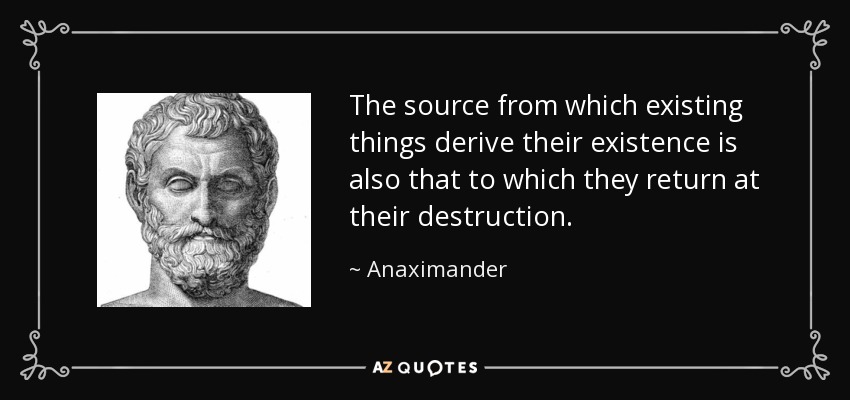 The source from which existing
things derive their existence is
also that to which they return at
their destruction.
~ Anaximander
AZ QUOTES